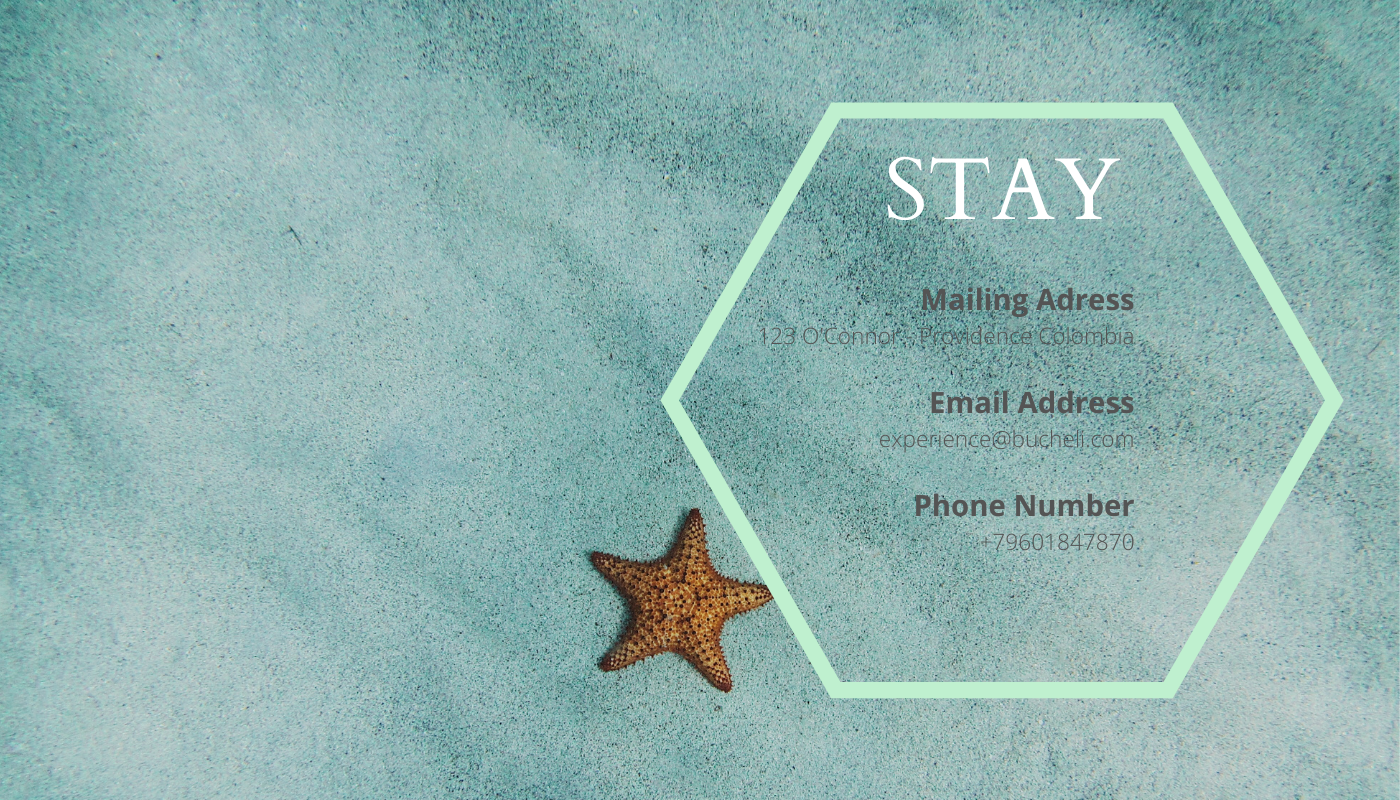 STAY
Mailing Adress
123 O'Connor - Providence Colombia
Email Address
experience@bucheli.com
Phone Number
+79601847870